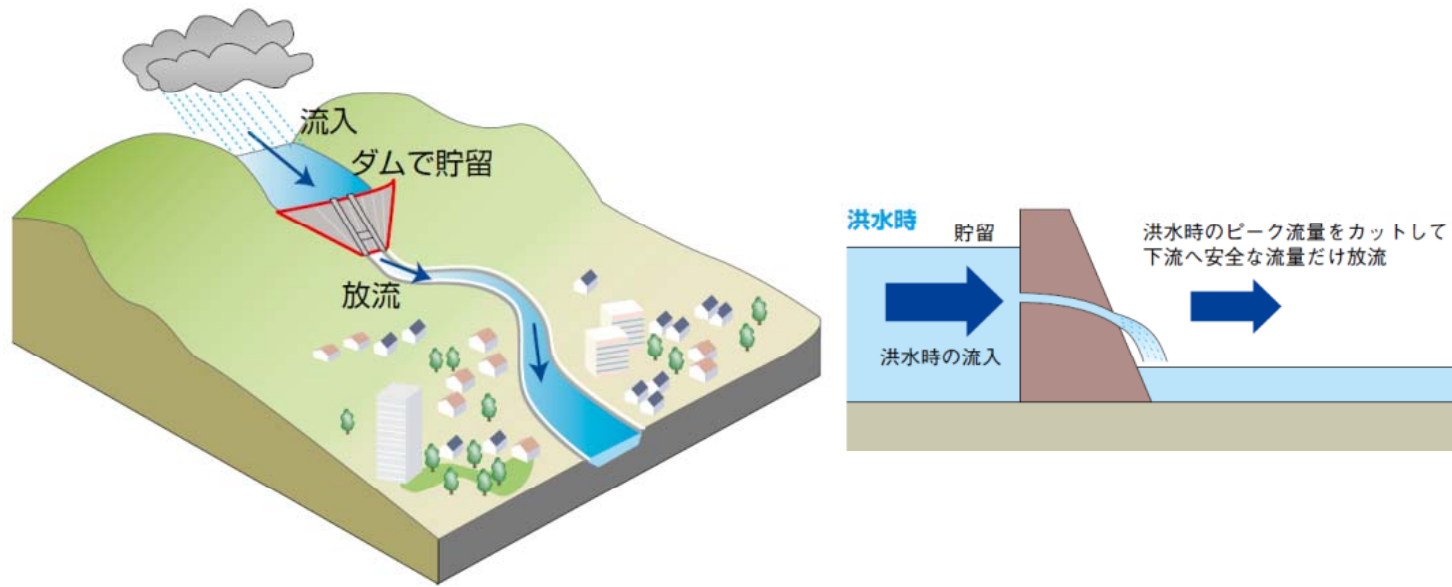 流入
ダムで貯留
放流
洪水時
貯留
洪水時のピーク流量をカットして
下流へ安全な流量だけ放流
洪水時の流入